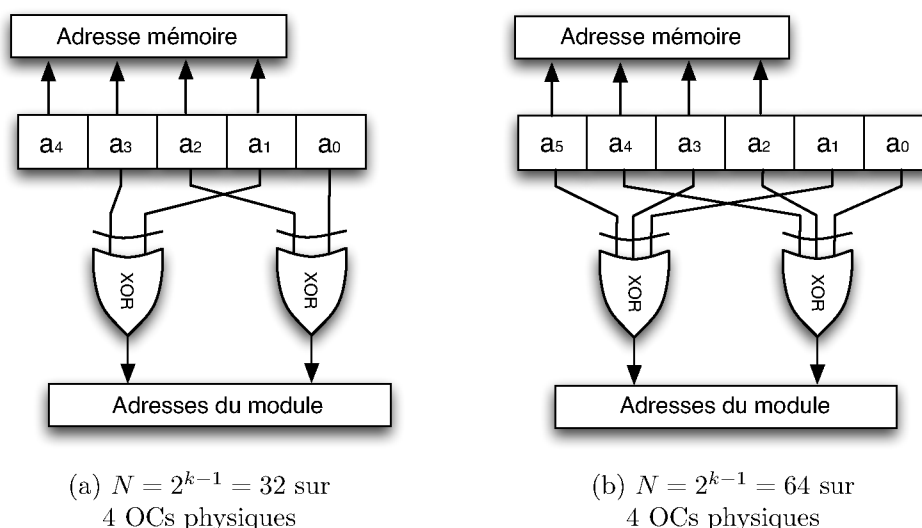 Adresse mémoire
a4 a3 a2 a1 a0
XOR XOR
Adresses du module
(a) N = 2^{k−1} = 32 sur
4 OCs physiques
Adresse mémoire
a5 a4 a3 a2 a1 a0
XOR XOR
Adresses du module
(b) N = 2^{k−1} = 64 sur
4 OCs physiques